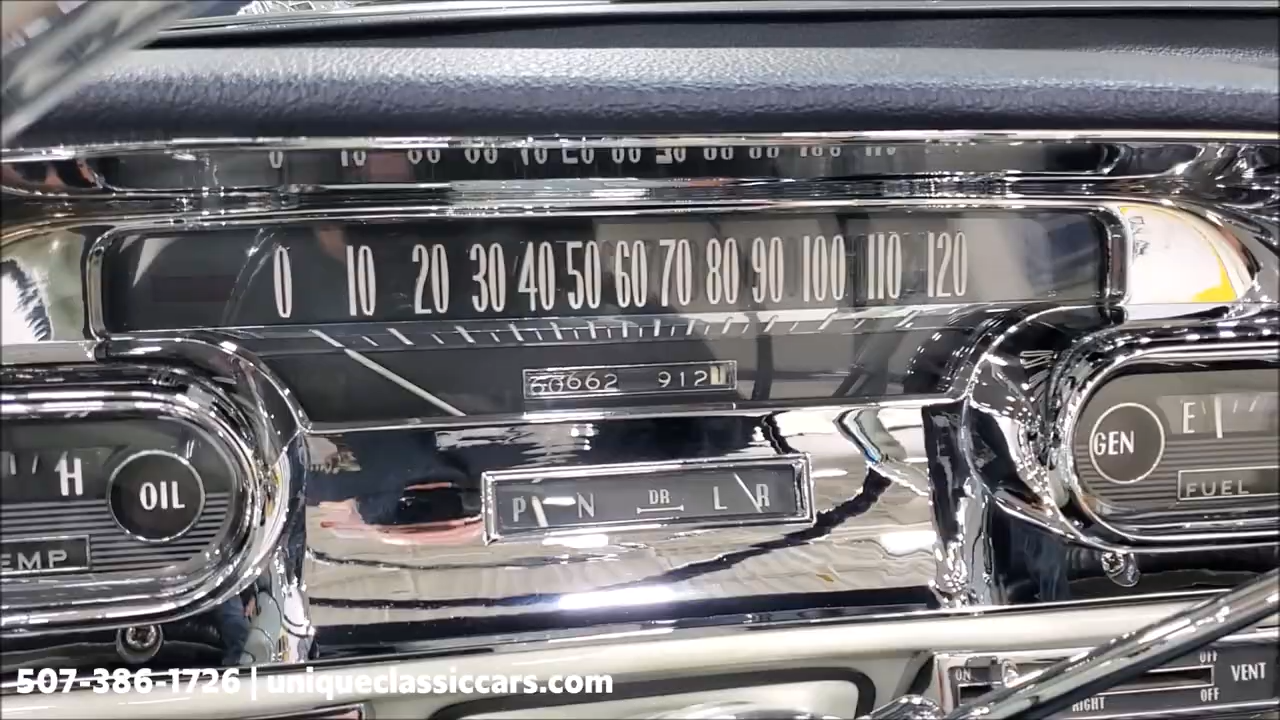 0 10 20 30 40 50 60 70 80 90 100 110 120
60662 912
E
GEN
FUEL
H
OIL
P N DR L R
507-386-1726 | uniqueclassiccars.com
ON
OFF
VENT
OFF
RIGHT